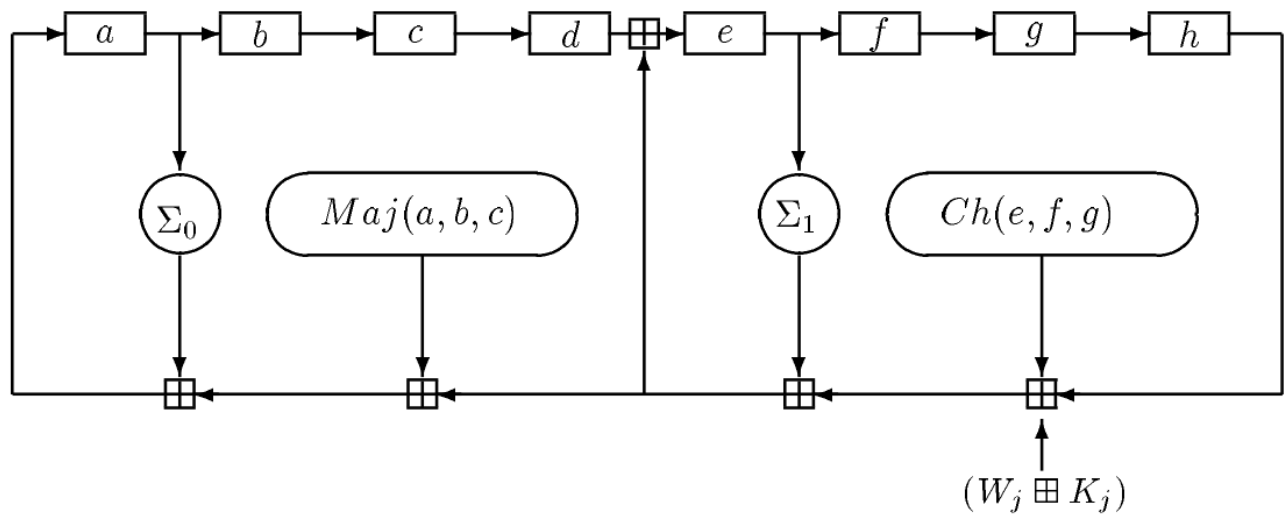 a b c d e f g h
Σ₀ Maj(a, b, c) Σ₁ Ch(e, f, g)
(Wⱼ ⊞ Kⱼ)